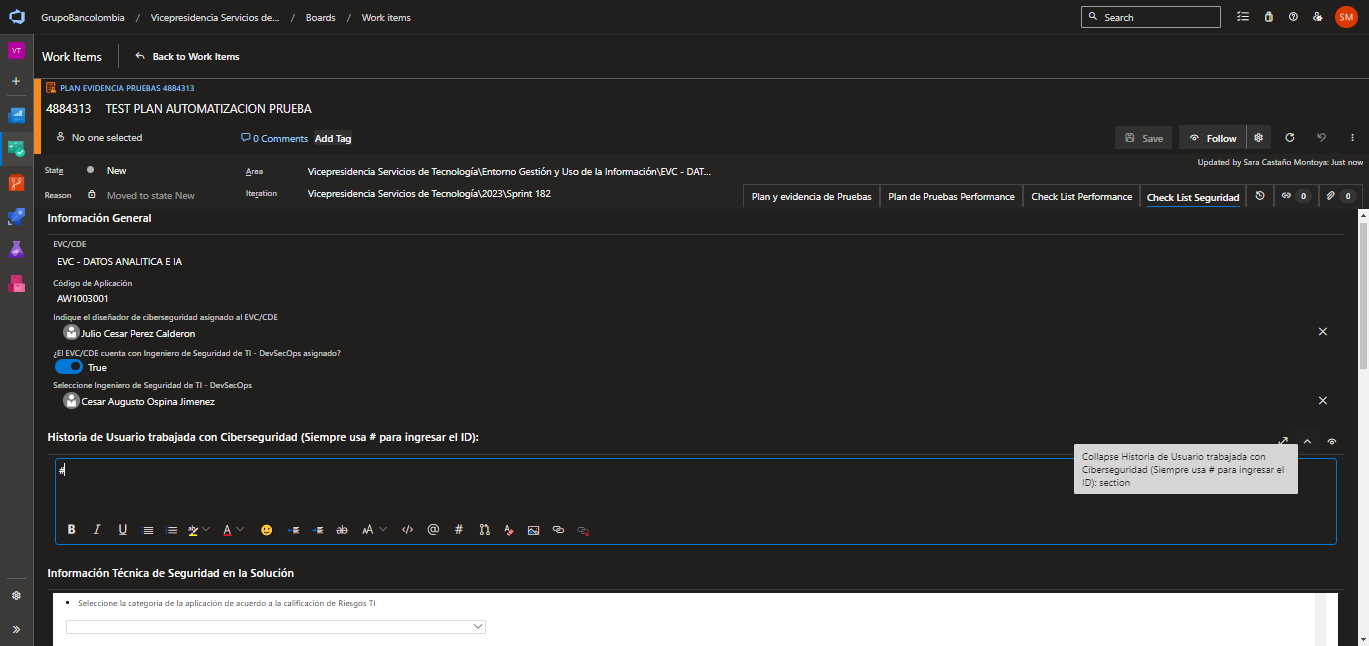 GrupoBancolombia / Vicepresidencia Servicios de... / Boards / Work items
Search
SM
VT
Work Items
Back to Work Items
PLAN EVIDENCIA PRUEBAS 4884313
4884313 TEST PLAN AUTOMATIZACION PRUEBA
No one selected
0 Comments
Add Tag
Save
Follow
Updated by Sara Castaño Montoya: Just now
State New
Area Vicepresidencia Servicios de Tecnología\Entorno Gestión y Uso de la Información\EVC - DAT...
Reason Moved to state New
Iteration Vicepresidencia Servicios de Tecnología\2023\Sprint 182
Plan y evidencia de Pruebas
Plan de Pruebas Performance
Check List Performance
Check List Seguridad
0
0
Información General
EVC/CDE
EVC - DATOS ANALITICA E IA
Código de Aplicación
AW1003001
Indique el diseñador de ciberseguridad asignado al EVC/CDE
Julio Cesar Perez Calderon
¿El EVC/CDE cuenta con Ingeniero de Seguridad de TI - DevSecOps asignado?
True
Seleccione Ingeniero de Seguridad de TI - DevSecOps
Cesar Augusto Ospina Jimenez
Historia de Usuario trabajada con Ciberseguridad (Siempre usa # para ingresar el ID):
Collapse Historia de Usuario trabajada con
Ciberseguridad (Siempre usa # para ingresar el
ID): section
#
Información Técnica de Seguridad en la Solución
Seleccione la categoria de la aplicación de acuerdo a la calificación de Riesgos TI